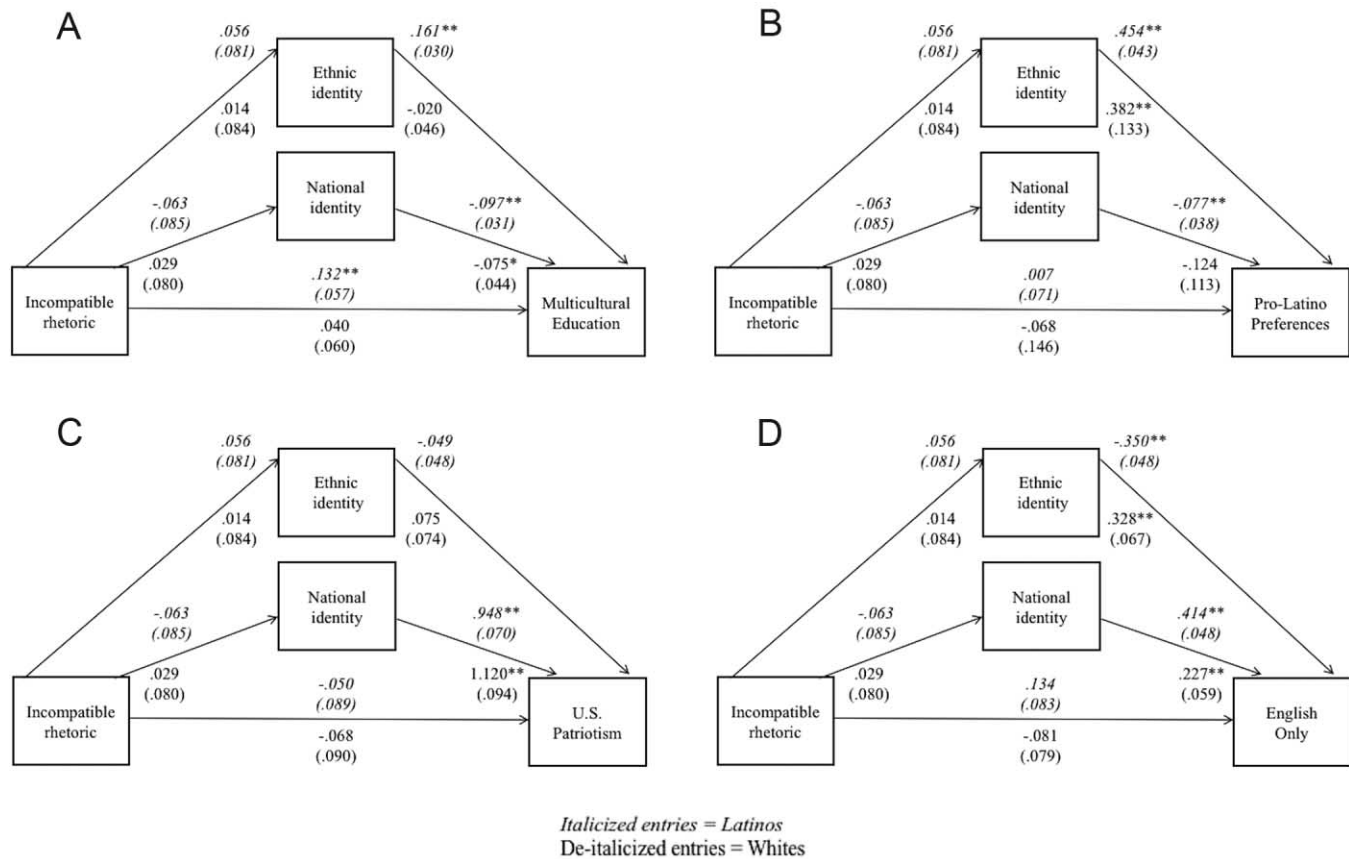 A
.056
(.081)
.161**
(.030)
Ethnic
identity
.014
(.084)
-.020
(.046)
National
identity
-.063
(.085)
-.097**
(.031)
Incompatible
rhetoric
.029
(.080)
.132**
(.057)
-.075*
(.044)
Multicultural
Education
.040
(.060)
B
.056
(.081)
.454**
(.043)
Ethnic
identity
.014
(.084)
.382**
(.133)
National
identity
-.063
(.085)
-.077**
(.038)
Incompatible
rhetoric
.029
(.080)
.007
(.071)
-.124
(.113)
Pro-Latino
Preferences
-.068
(.146)
C
.056
(.081)
-.049
(.048)
Ethnic
identity
.014
(.084)
.075
(.074)
National
identity
-.063
(.085)
.948**
(.070)
Incompatible
rhetoric
.029
(.080)
-.050
(.089)
1.120**
(.094)
U.S.
Patriotism
-.068
(.090)
D
.056
(.081)
-.350**
(.048)
Ethnic
identity
.014
(.084)
.328**
(.067)
National
identity
-.063
(.085)
.414**
(.048)
Incompatible
rhetoric
.029
(.080)
.134
(.083)
.227**
(.059)
English
Only
-.081
(.079)
Italicized entries = Latinos
De-italicized entries = Whites